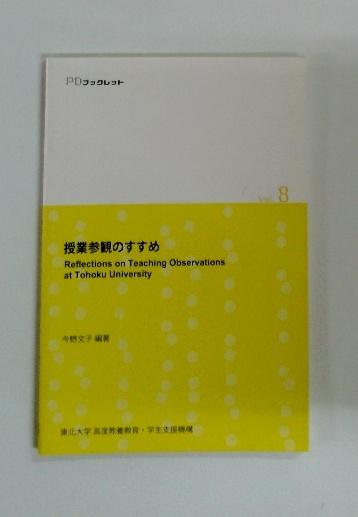 PDブックレット
Vol. 8
授業参観のすすめ
Reflections on Teaching Observations
at Tohoku University
今野文子 編著
東北大学 高度教養教育・学生支援機構